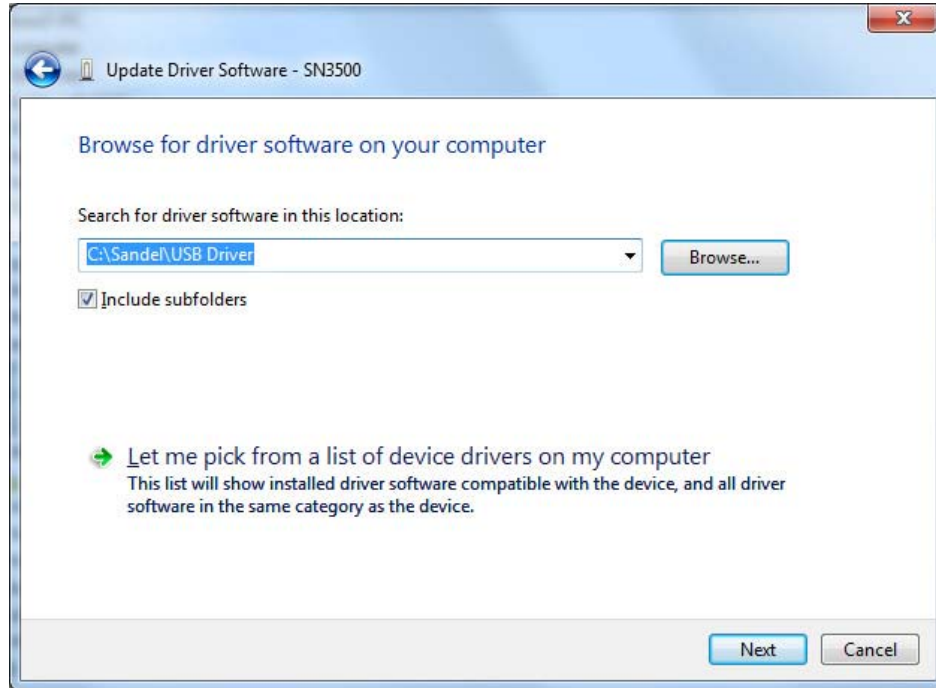 Update Driver Software - SN3500
Browse for driver software on your computer
Search for driver software in this location:
C:\Sandel\USB Driver
Browse...
Include subfolders
Let me pick from a list of device drivers on my computer
This list will show installed driver software compatible with the device, and all driver
software in the same category as the device.
Next
Cancel